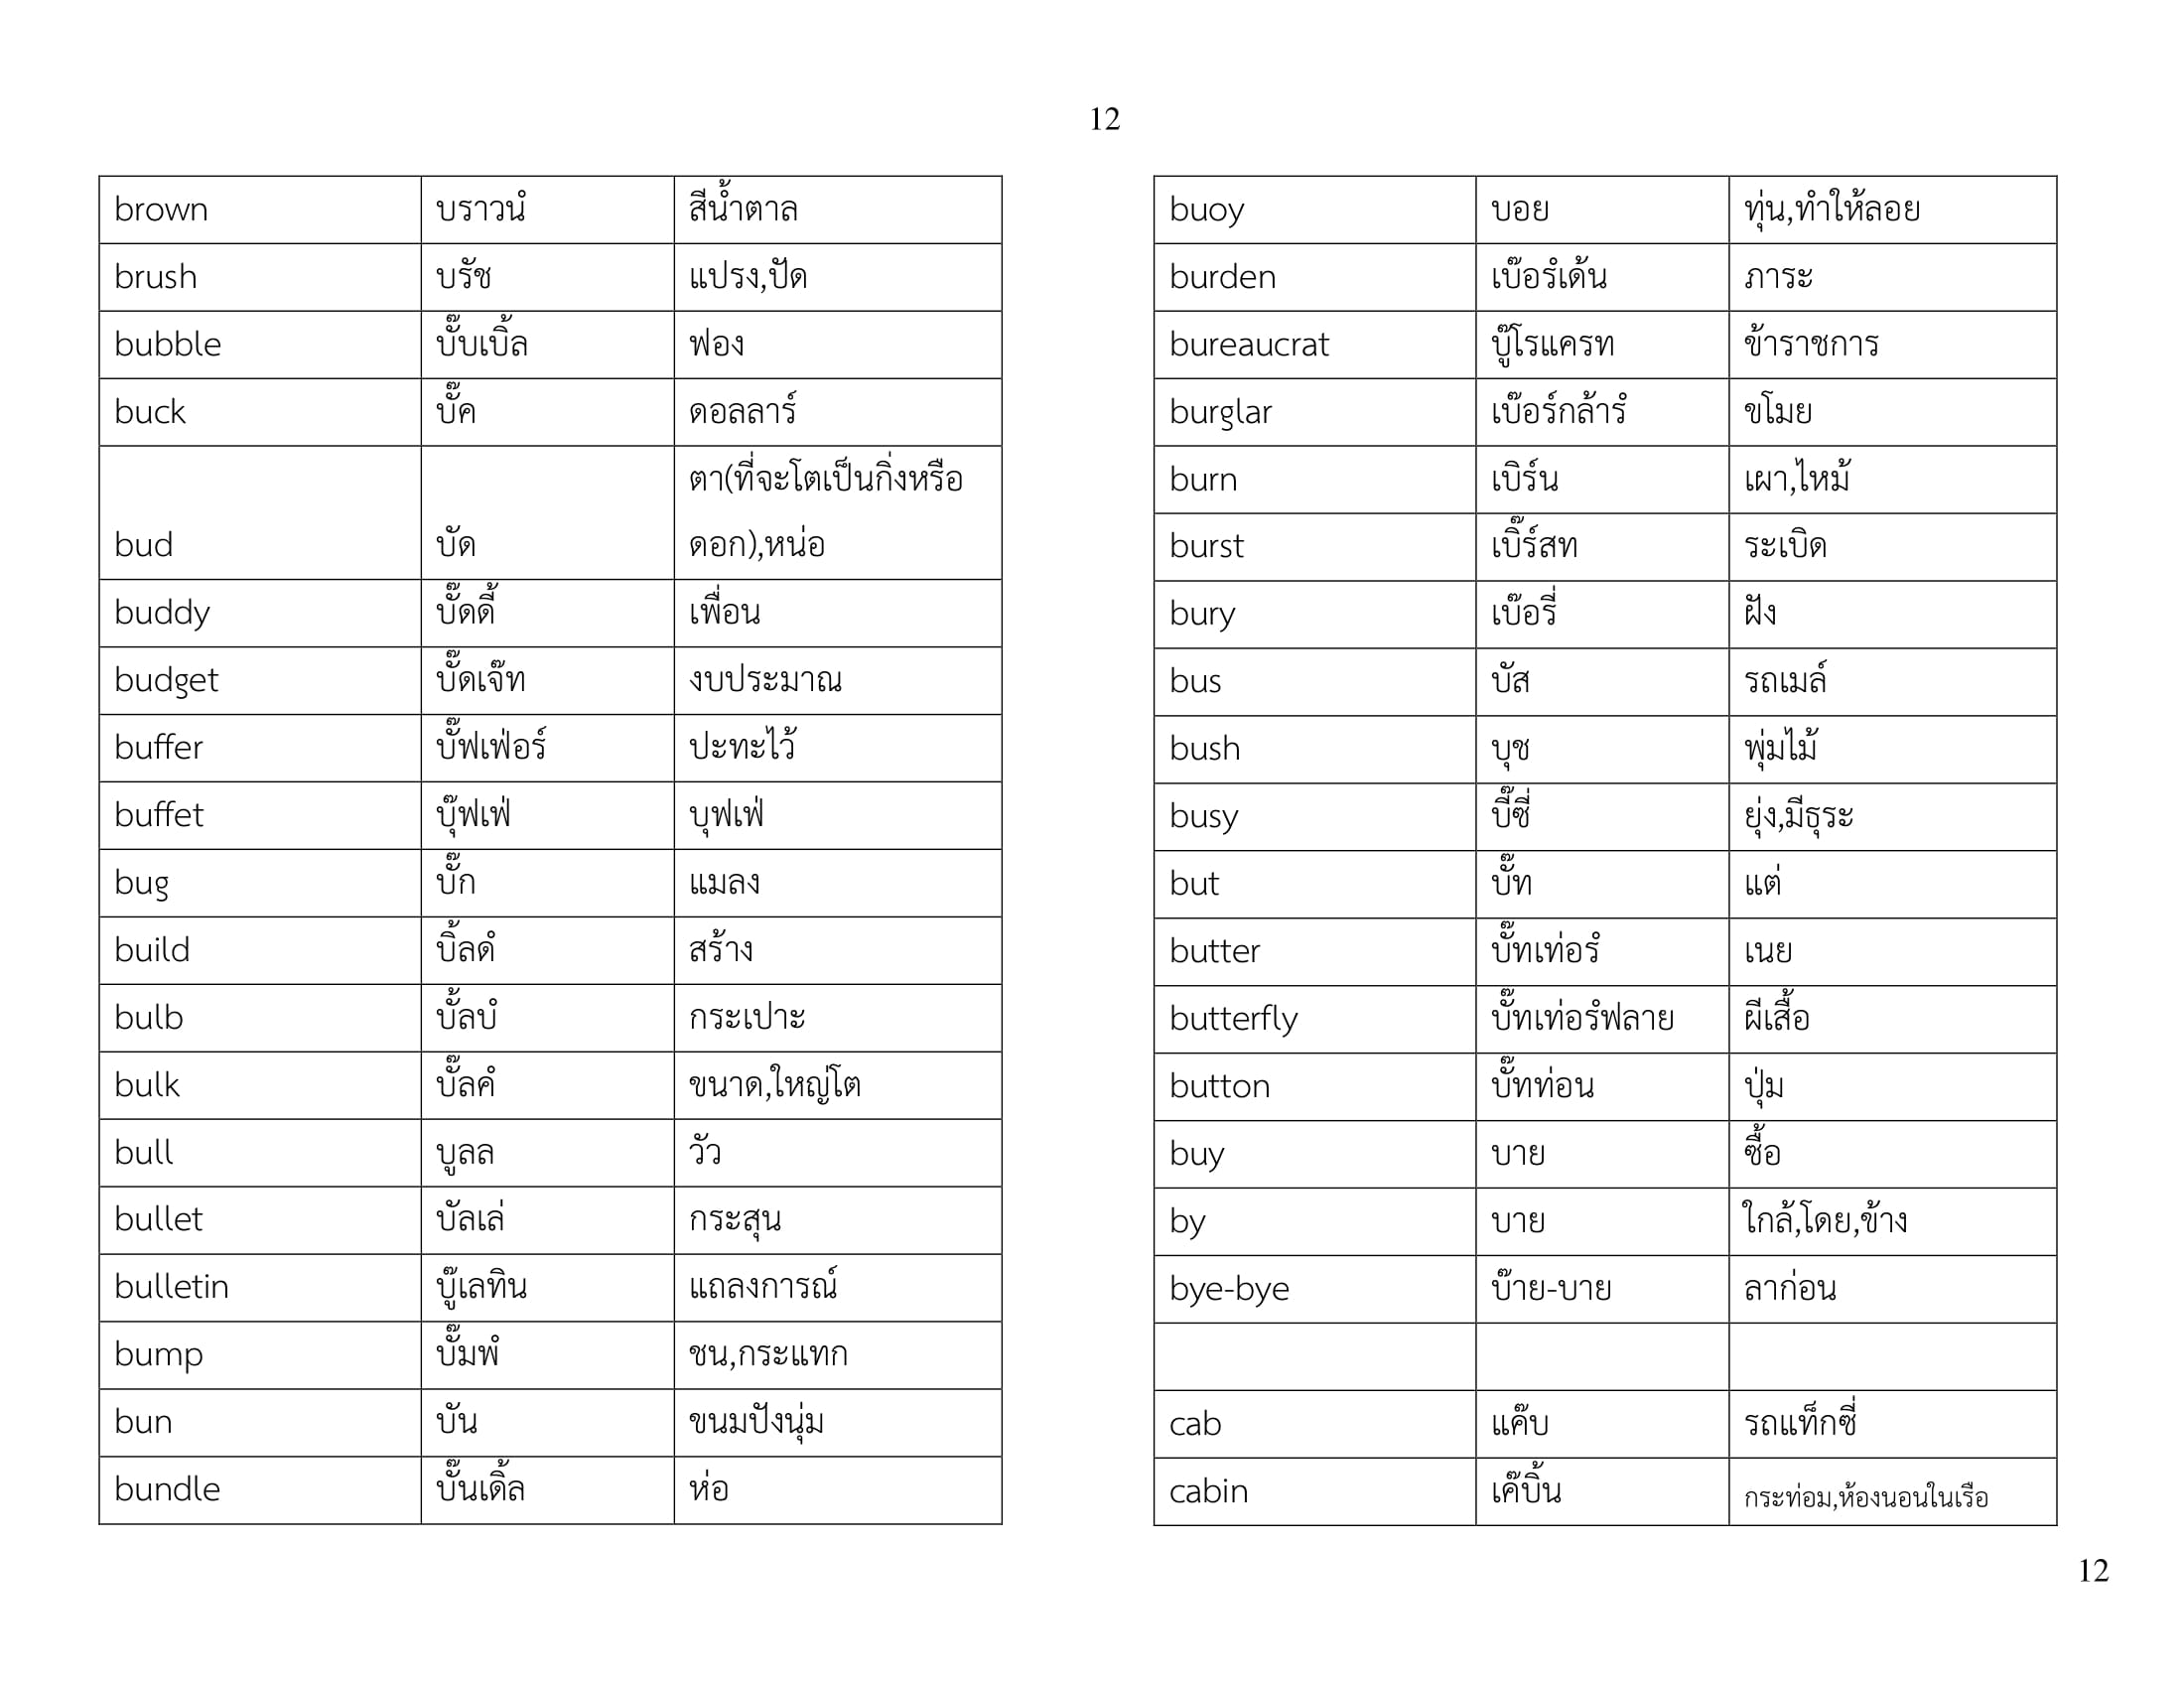 12
brown บราวนํ สีน้ำตาล
brush บรัช แปรง,ปัด
bubble บั๊บเบิ้ล ฟอง
buck บั๊ค ดอลลาร์
ตา(ที่จะโตเป็นกิ่งหรือ
bud บัด ดอก),หน่อ
buddy บั๊ดดี้ เพื่อน
budget บั๊ดเจ๊ท งบประมาณ
buffer บั๊ฟเฟ่อร์ ปะทะไว้
buffet บุ๊ฟเฟ่ บุฟเฟ่
bug บั๊ก แมลง
build บิ้ลดํ สร้าง
bulb บั้ลบํ กระเปาะ
bulk บั๊ลคํ ขนาด,ใหญ่โต
bull บูลล วัว
bullet บัลเล่ กระสุน
bulletin บู๊เลทิน แถลงการณ์
bump บั๊มพํ ชน,กระแทก
bun บัน ขนมปังนุ่ม
bundle บั๊นเดิ้ล ห่อ
buoy บอย ทุ่น,ทำให้ลอย
burden เบ๊อรํเด้น ภาระ
bureaucrat บู๊โรแครท ข้าราชการ
burglar เบ๊อร์กล้ารํ ขโมย
burn เบิร์น เผา,ไหม้
burst เบิ๊ร์สท ระเบิด
bury เบ๊อรี่ ฝัง
bus บัส รถเมล์
bush บุช พุ่มไม้
busy บี๊ซี่ ยุ่ง,มีธุระ
but บั๊ท แต่
butter บั๊ทเท่อรํ เนย
butterfly บั๊ทเท่อรํฟลาย ผีเสื้อ
button บั๊ทท่อน ปุ่ม
buy บาย ซื้อ
by บาย ใกล้,โดย,ข้าง
bye-bye บ๊าย-บาย ลาก่อน
cab แค๊บ รถแท็กซี่
cabin เค๊บิ้น กระท่อม,ห้องนอนในเรือ
12